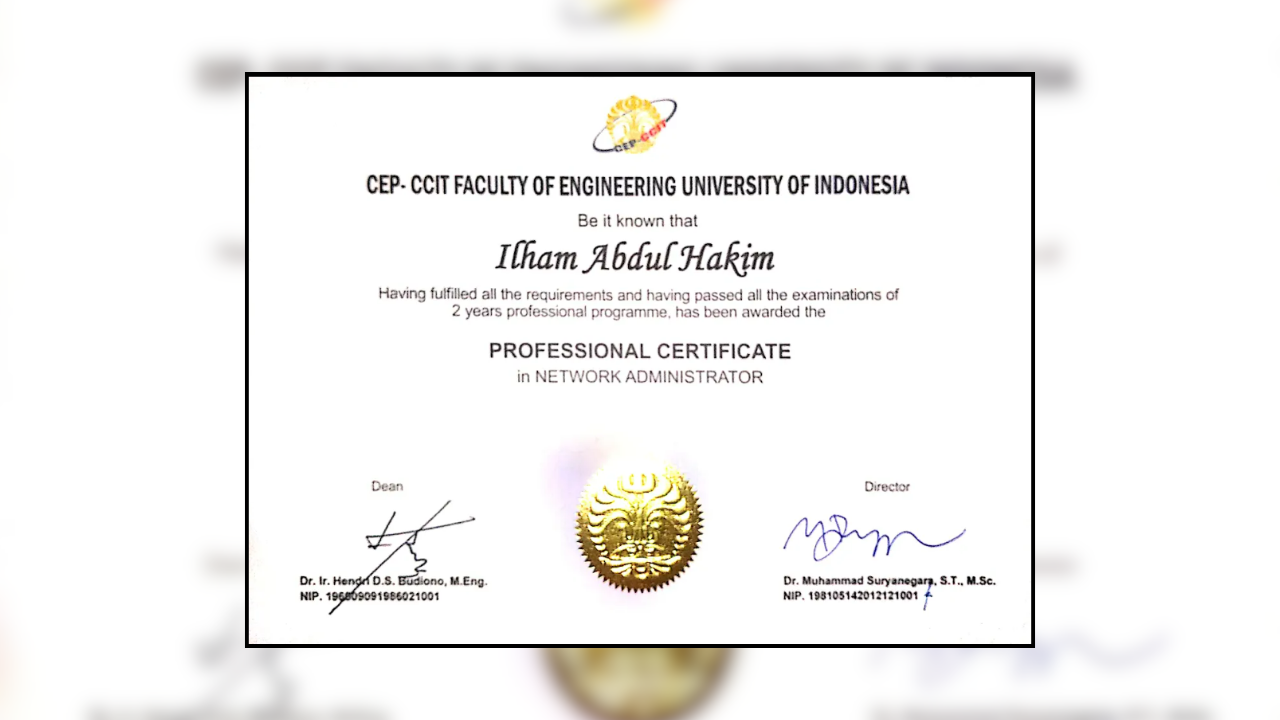 CEP-CCIT
CEP- CCIT FACULTY OF ENGINEERING UNIVERSITY OF INDONESIA
Be it known that
Ilham Abdul Hakim
Having fulfilled all the requirements and having passed all the examinations of
2 years professional programme, has been awarded the
PROFESSIONAL CERTIFICATE
in NETWORK ADMINISTRATOR
Dean
Director
Dr. Ir. Hendri D.S. Budiono, M.Eng.
Dr. Muhammad Suryanegara, S.T., M.Sc.
NIP.
NIP. 198105142012121001